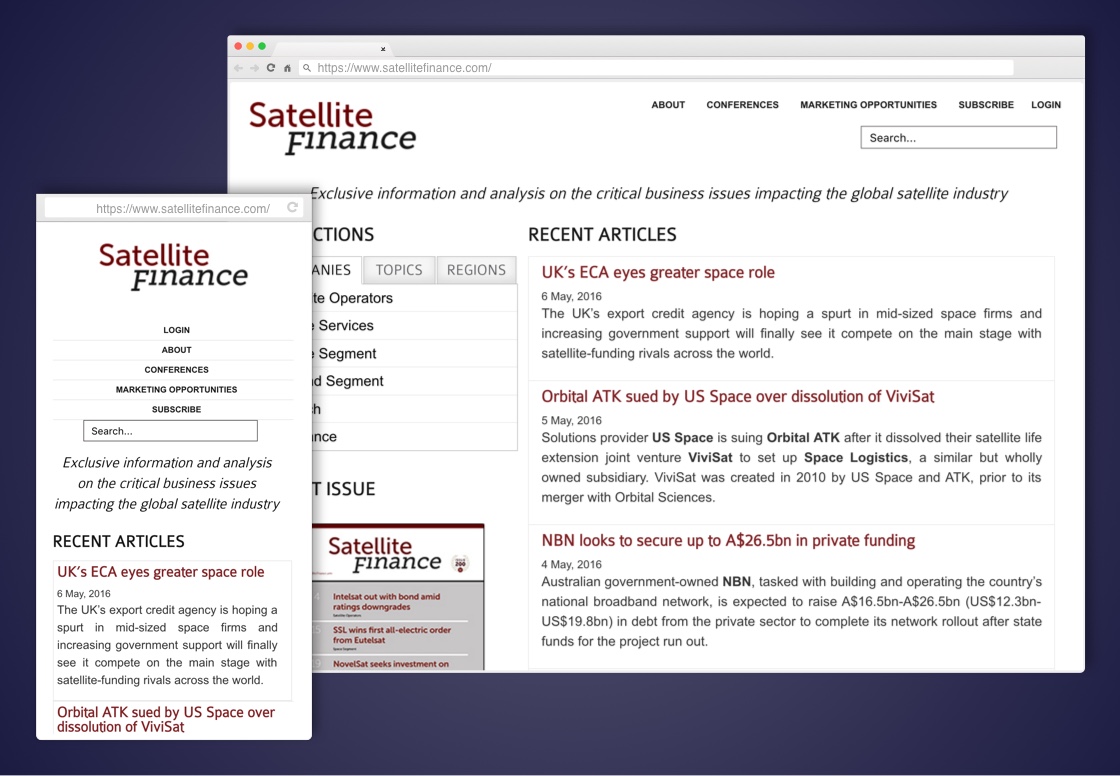 https://www.satellitefinance.com/
Satellite
Finance
ABOUT CONFERENCES MARKETING OPPORTUNITIES SUBSCRIBE LOGIN
Search...
Exclusive information and analysis on the critical business issues impacting the global satellite industry
CTIONS
ANIES TOPICS REGIONS
te Operators
e Services
e Segment
nd Segment
ch
nce
T ISSUE
Satellite
Finance
Intelsat out with bond amid
ratings downgrades
Satellite Operators
SSL wins first all-electric order
from Eutelsat
Space Segment
NovelSat seeks investment on
RECENT ARTICLES
UK’s ECA eyes greater space role
6 May, 2016
The UK’s export credit agency is hoping a spurt in mid-sized space firms and
increasing government support will finally see it compete on the main stage with
satellite-funding rivals across the world.
Orbital ATK sued by US Space over dissolution of ViviSat
5 May, 2016
Solutions provider US Space is suing Orbital ATK after it dissolved their satellite life
extension joint venture ViviSat to set up Space Logistics, a similar but wholly
owned subsidiary. ViviSat was created in 2010 by US Space and ATK, prior to its
merger with Orbital Sciences.
NBN looks to secure up to A$26.5bn in private funding
4 May, 2016
Australian government-owned NBN, tasked with building and operating the country’s
national broadband network, is expected to raise A$16.5bn-A$26.5bn (US$12.3bn-
US$19.8bn) in debt from the private sector to complete its network rollout after state
funds for the project run out.
https://www.satellitefinance.com/
Satellite
Finance
LOGIN
ABOUT
CONFERENCES
MARKETING OPPORTUNITIES
SUBSCRIBE
Search...
Exclusive information and analysis
on the critical business issues
impacting the global satellite industry
RECENT ARTICLES
UK’s ECA eyes greater space role
6 May, 2016
The UK’s export credit agency is hoping a
spurt in mid-sized space firms and
increasing government support will finally
see it compete on the main stage with
satellite-funding rivals across the world.
Orbital ATK sued by US Space over
dissolution of ViviSat